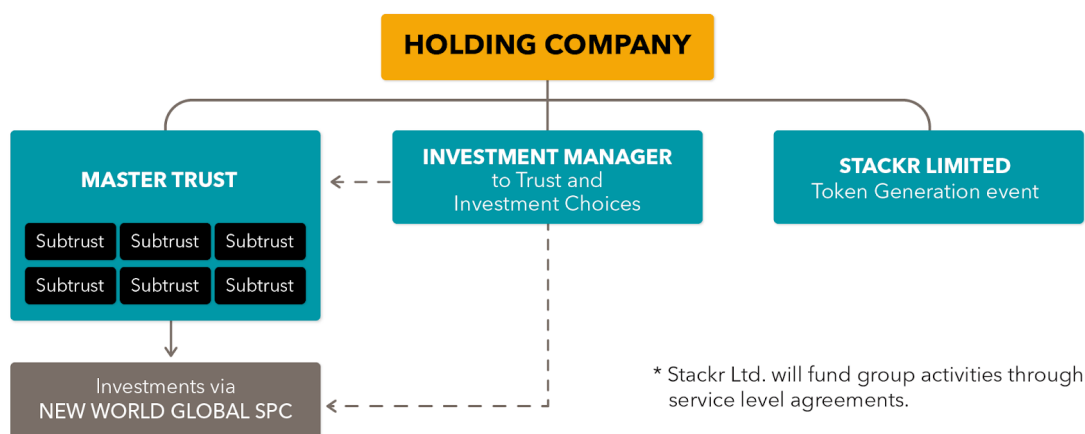 HOLDING COMPANY
MASTER TRUST
Subtrust Subtrust Subtrust
Subtrust Subtrust Subtrust
INVESTMENT MANAGER
to Trust and
Investment Choices
STACKR LIMITED
Token Generation event
Investments via
NEW WORLD GLOBAL SPC
* Stackr Ltd. will fund group activities through
service level agreements.